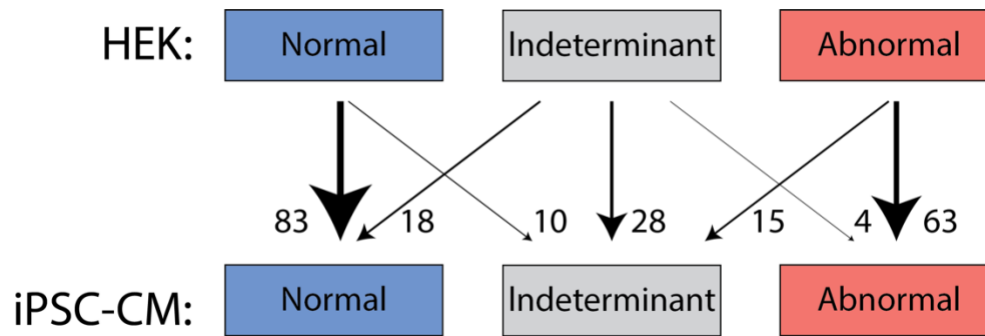 HEK: Normal Indeterminant Abnormal
83 18 10 28 15 4 63
iPSC-CM: Normal Indeterminant Abnormal